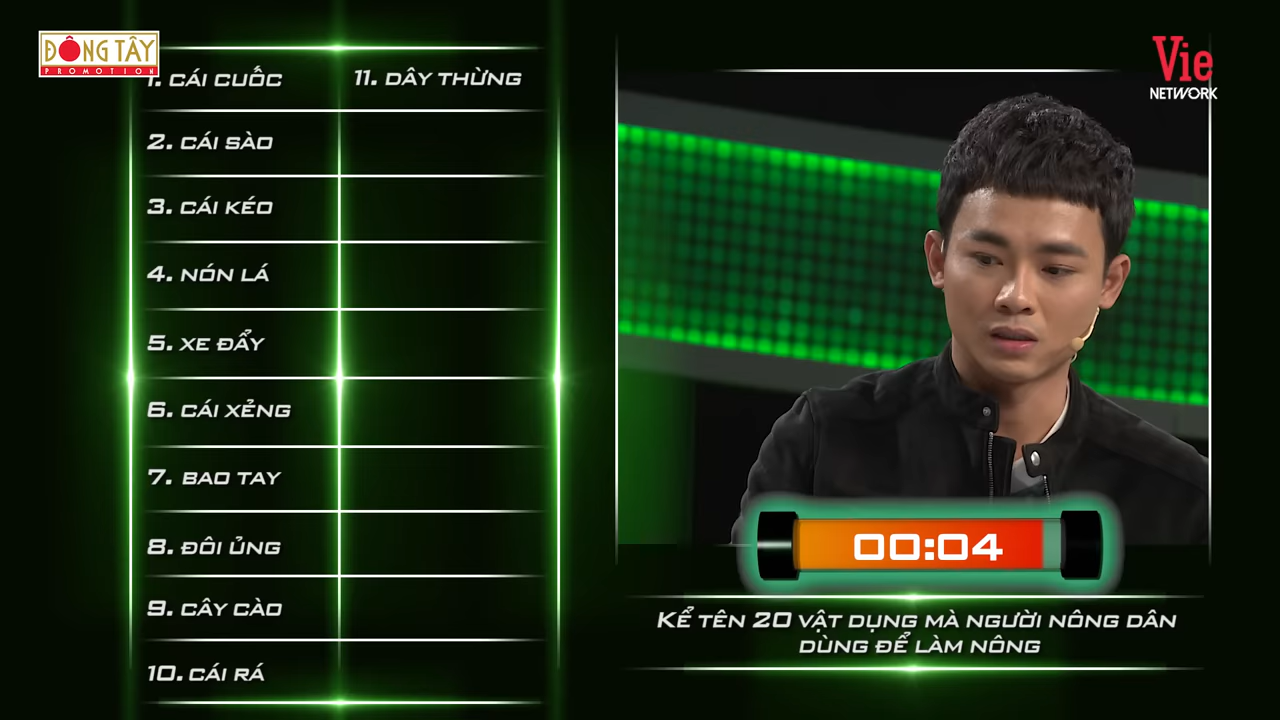 ĐÔNG TÂY
PROMOTION
Vie
NETWORK
1. CÁI CUỐC
2. CÁI SÀO
3. CÁI KÉO
4. NÓN LÁ
5. XE ĐẨY
6. CÁI XẺNG
7. BAO TAY
8. ĐÔI ỦNG
9. CÂY CÀO
10. CÁI RÁ
11. DÂY THỪNG
00:04
KỂ TÊN 20 VẬT DỤNG MÀ NGƯỜI NÔNG DÂN
DÙNG ĐỂ LÀM NÔNG